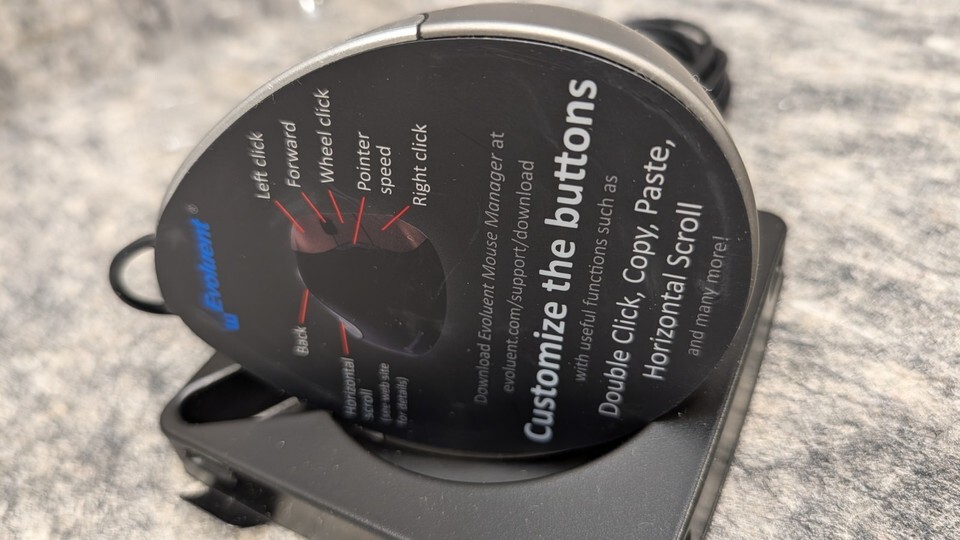 Evoluent®
Left click
Forward
Wheel click
Pointer
speed
Right click
Back
Horizontal
scroll
(see web site
for details)
Download Evoluent Mouse Manager at
evoluent.com/support/download
Customize the buttons
with useful functions such as
Double Click, Copy, Paste,
Horizontal Scroll
and many more!